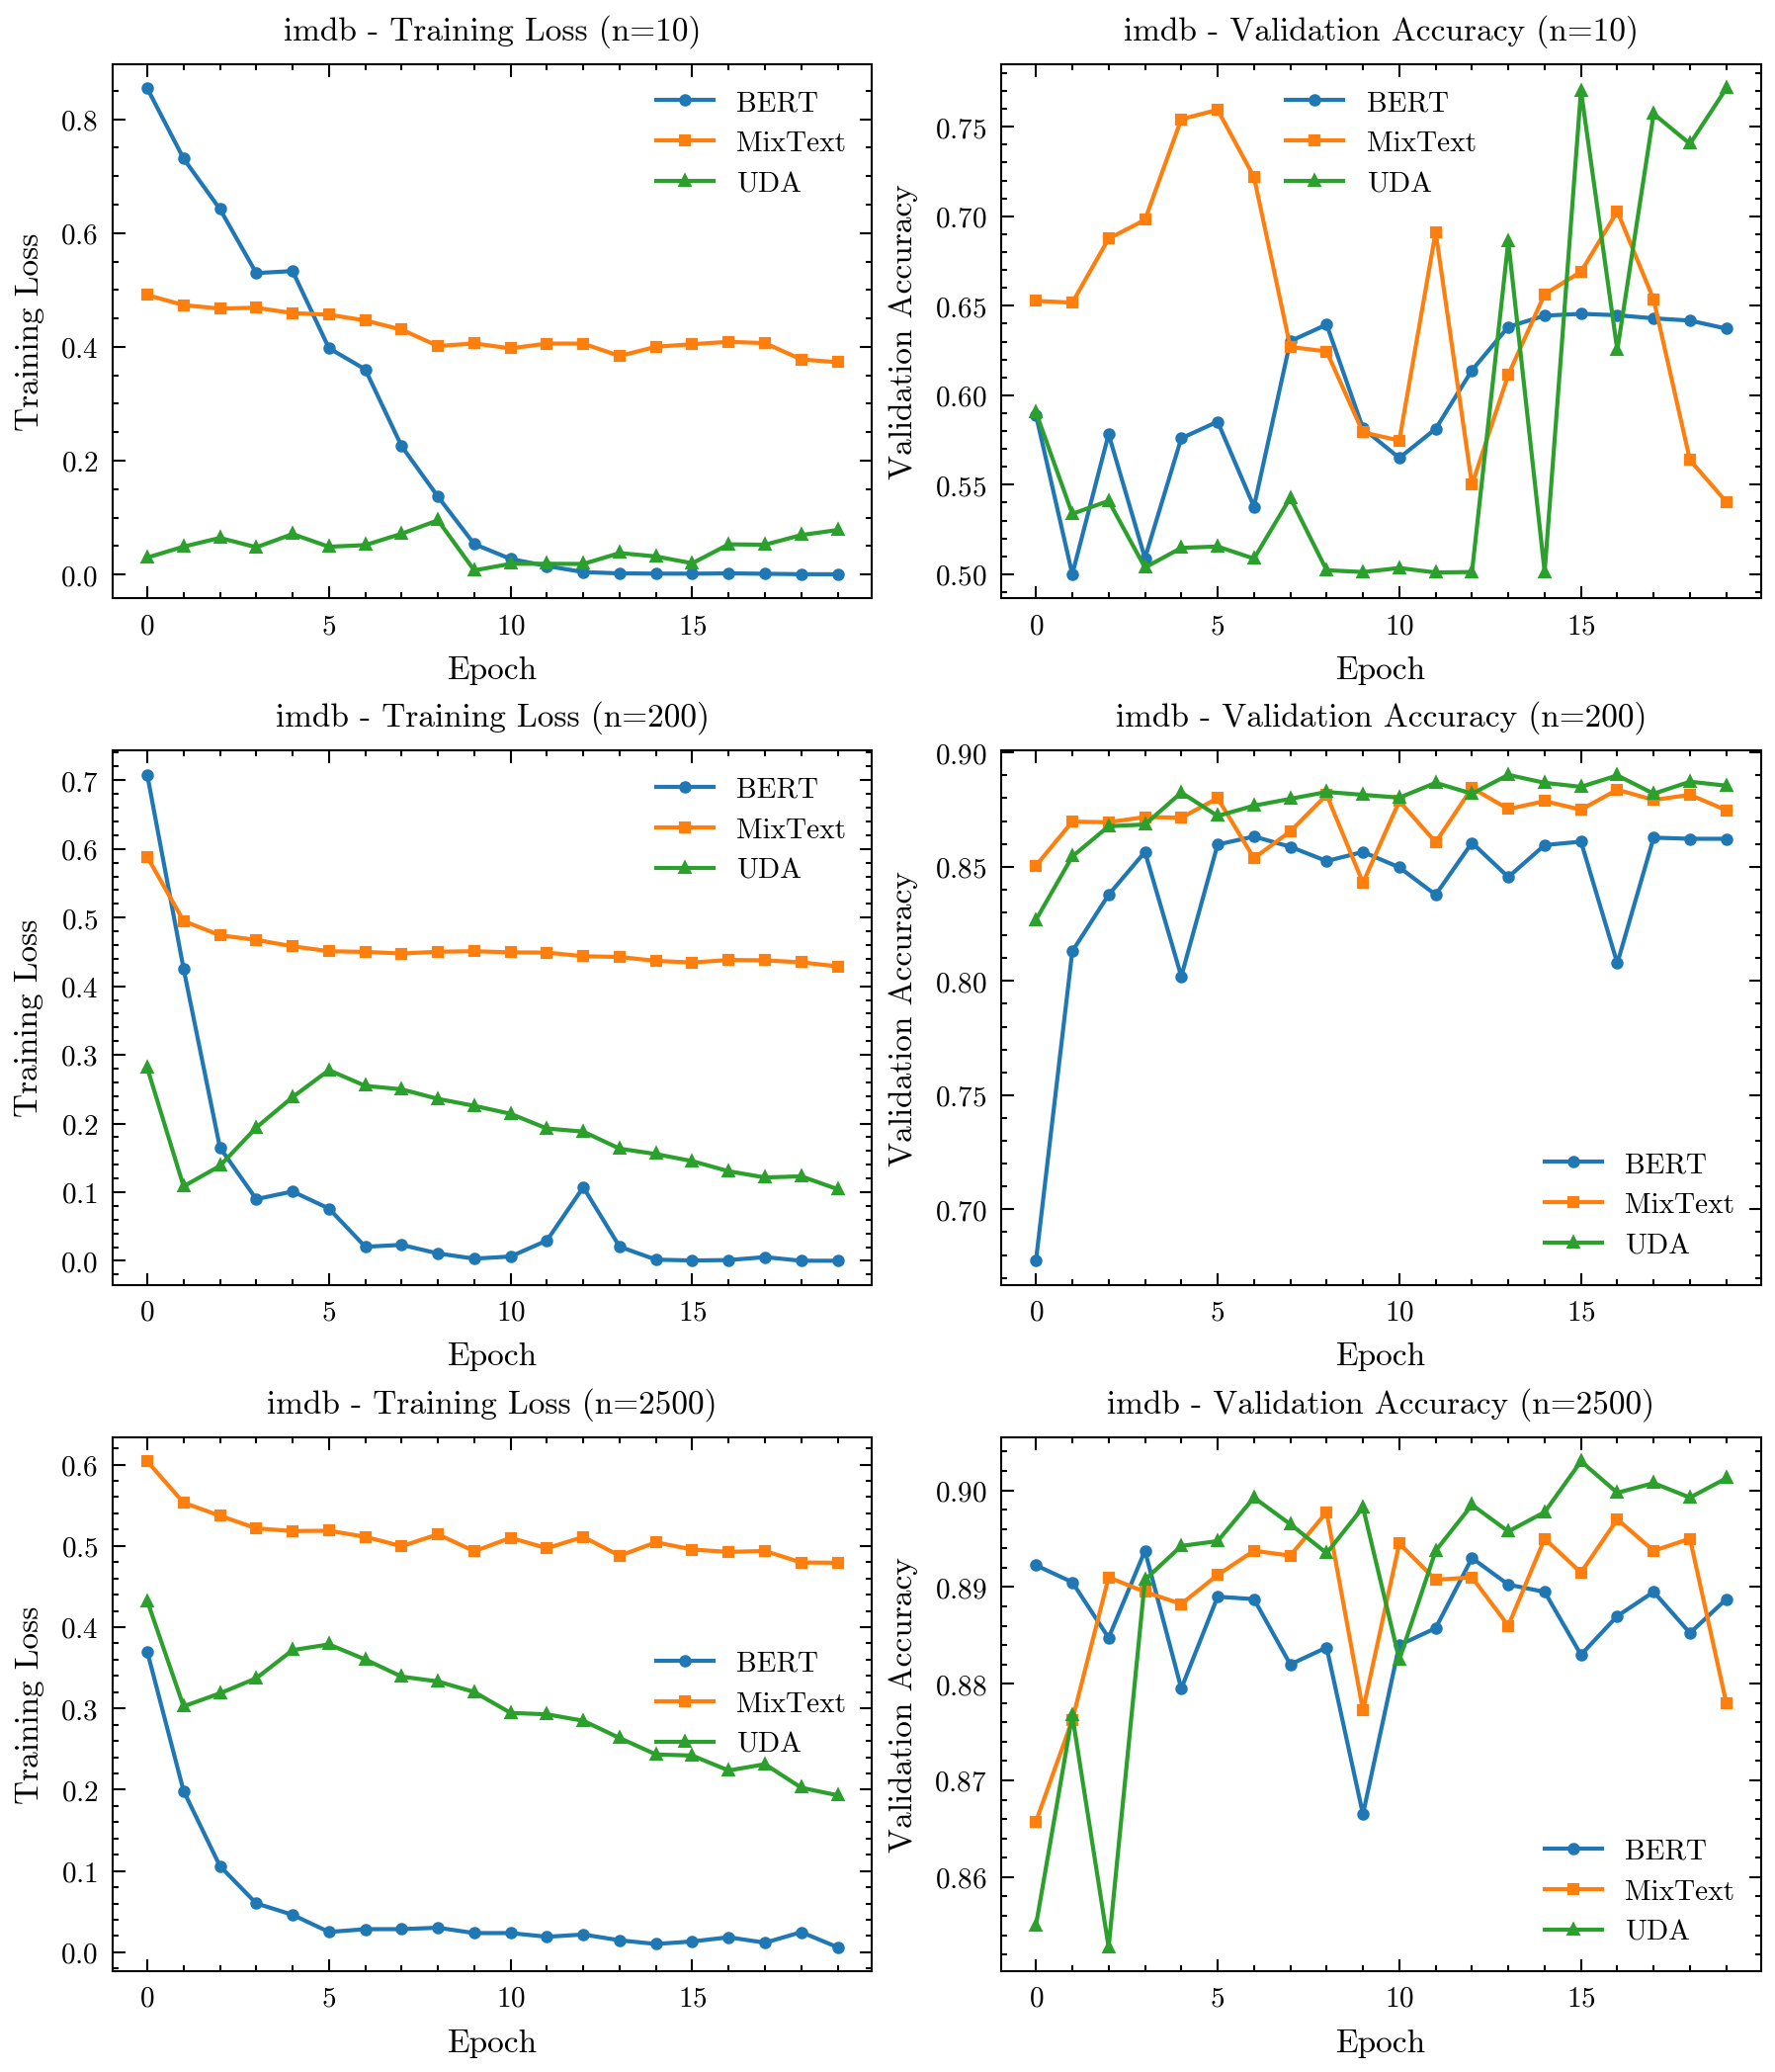 imdb - Training Loss (n=10)
Training Loss
0.8
0.6
0.4
0.2
0.0
BERT
MixText
UDA
0 5 10 15
Epoch
imdb - Validation Accuracy (n=10)
Validation Accuracy
0.75
0.70
0.65
0.60
0.55
0.50
BERT
MixText
UDA
0 5 10 15
Epoch
imdb - Training Loss (n=200)
Training Loss
0.7
0.6
0.5
0.4
0.3
0.2
0.1
0.0
BERT
MixText
UDA
0 5 10 15
Epoch
imdb - Validation Accuracy (n=200)
Validation Accuracy
0.90
0.85
0.80
0.75
0.70
BERT
MixText
UDA
0 5 10 15
Epoch
imdb - Training Loss (n=2500)
Training Loss
0.6
0.5
0.4
0.3
0.2
0.1
0.0
BERT
MixText
UDA
0 5 10 15
Epoch
imdb - Validation Accuracy (n=2500)
Validation Accuracy
0.90
0.89
0.88
0.87
0.86
BERT
MixText
UDA
0 5 10 15
Epoch